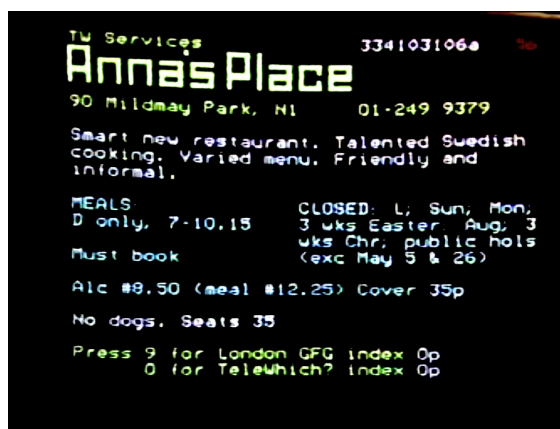 TW Services 334103106a 5p
Anna's Place
90 Mildmay Park, N1 01-249 9379
Smart new restaurant. Talented Swedish
cooking. Varied menu. Friendly and
informal.
MEALS: CLOSED: L; Sun; Mon;
D only, 7-10.15 3 wks Easter; Aug; 3
wks Chr; public hols
Must book (exc May 5 & 26)
Alc #8.50 (meal #12.25) Cover 35p
No dogs. Seats 35
Press 9 for London GFG index 0p
0 for TeleWhich? index 0p